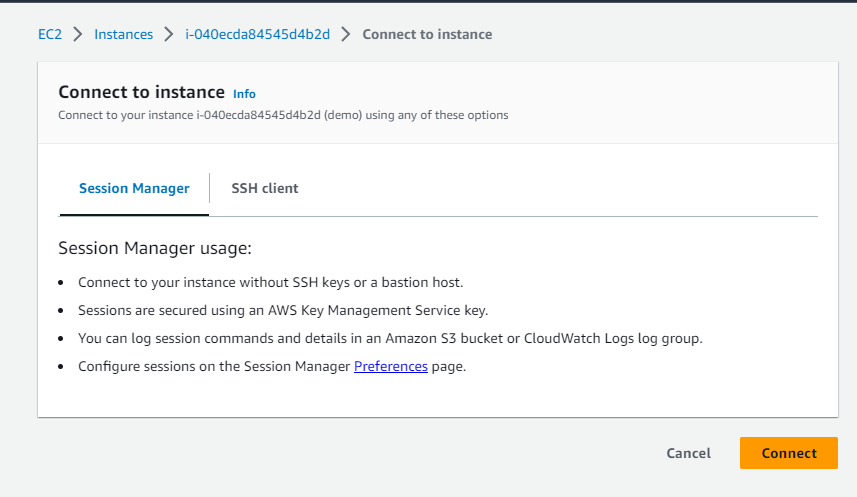 EC2 > Instances > i-040ecda84545d4b2d > Connect to instance
Connect to instance Info
Connect to your instance i-040ecda84545d4b2d (demo) using any of these options
Session Manager SSH client
Session Manager usage:
• Connect to your instance without SSH keys or a bastion host.
• Sessions are secured using an AWS Key Management Service key.
• You can log session commands and details in an Amazon S3 bucket or CloudWatch Logs log group.
• Configure sessions on the Session Manager Preferences page.
Cancel Connect